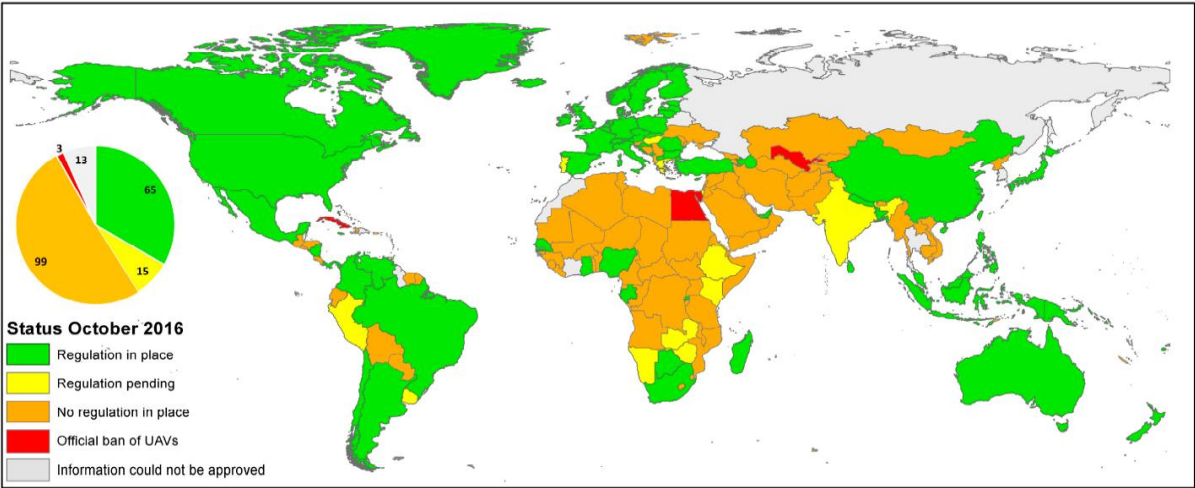 3
13
65
15
99
Status October 2016
Regulation in place
Regulation pending
No regulation in place
Official ban of UAVs
Information could not be approved